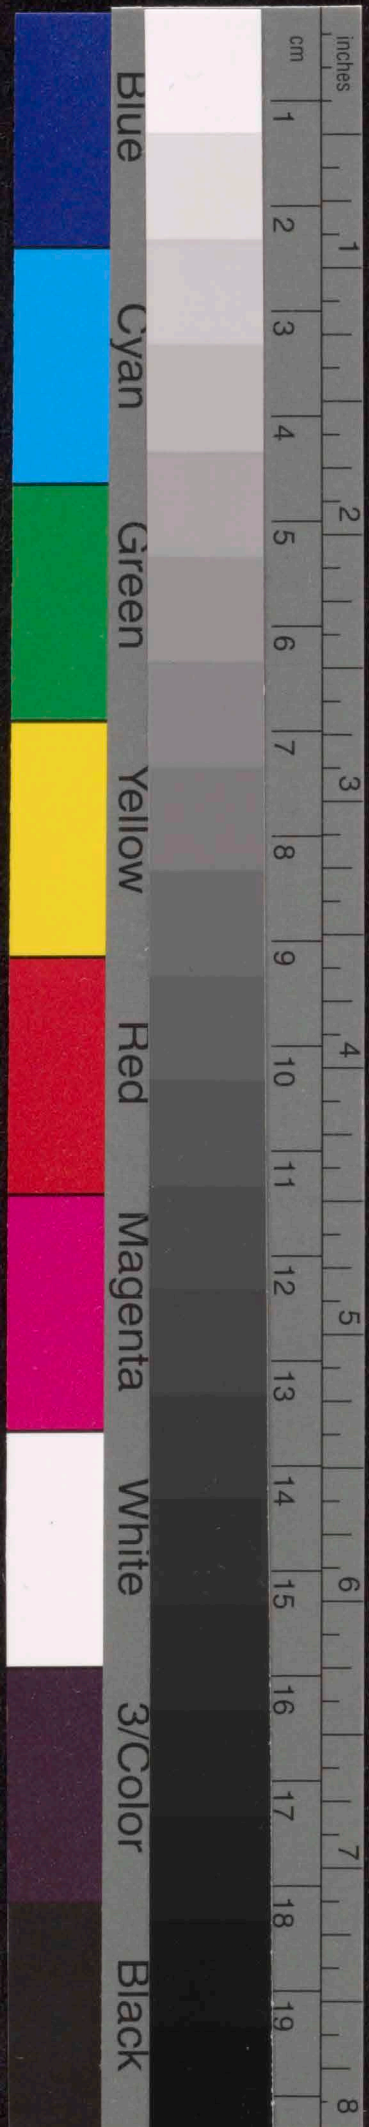 inches
cm
1 2 3 4 5 6 7 8
1 2 3 4 5 6 7 8 9 10 11 12 13 14 15 16 17 18 19
Blue Cyan Green Yellow Red Magenta White 3/Color Black